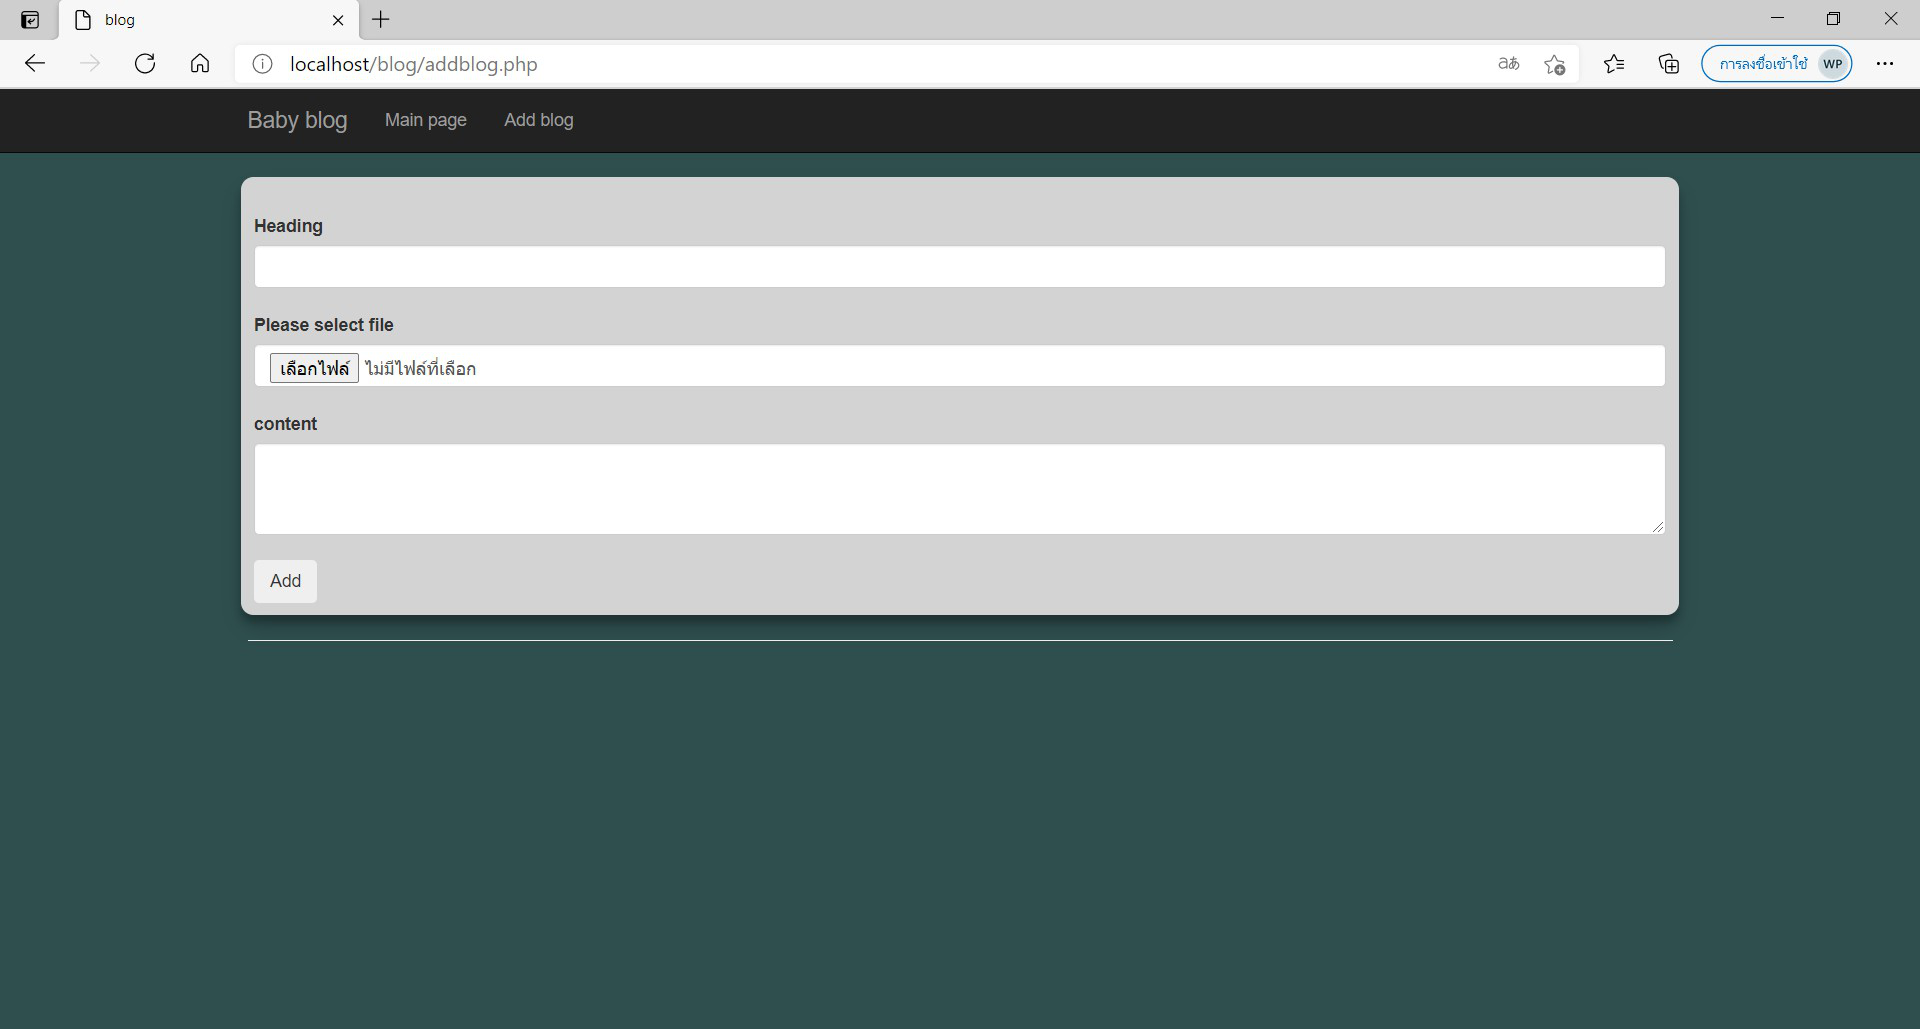 blog
localhost/blog/addblog.php
aあ
การลงชื่อเข้าใช้ WP
Baby blog Main page Add blog
Heading
Please select file
เลือกไฟล์ ไม่มีไฟล์ที่เลือก
content
Add